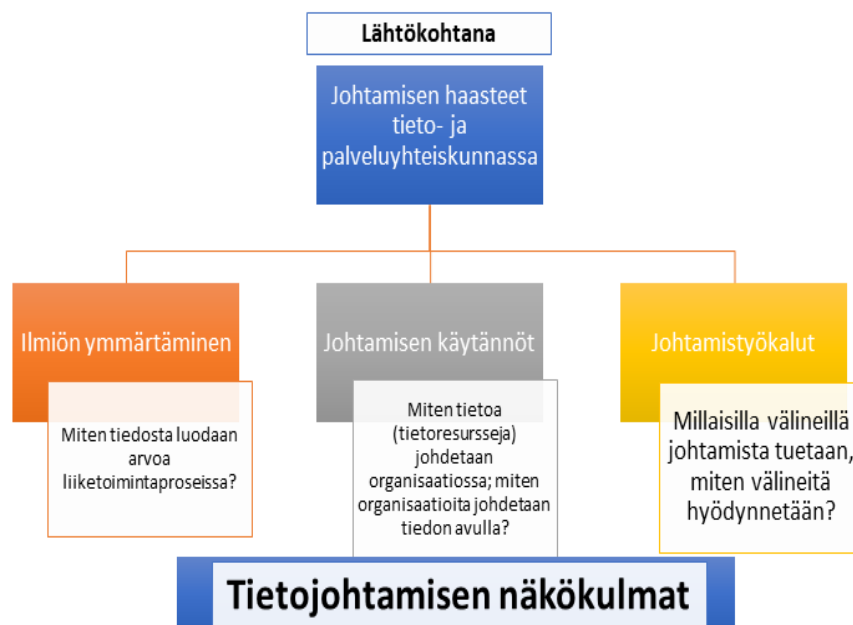 Lähtökohtana
Johtamisen haasteet
tieto- ja
palveluyhteiskunnassa
Ilmiön ymmärtäminen
Miten tiedosta luodaan
arvoa
liiketoimintaproseissa?
Johtamisen käytännöt
Miten tietoa
(tietoresursseja)
johdetaan
organisaatiossa; miten
organisaatioita johdetaan
tiedon avulla?
Johtamistyökalut
Millaisilla välineillä
johtamista tuetaan,
miten välineitä
hyödynnetään?
Tietojohtamisen näkökulmat